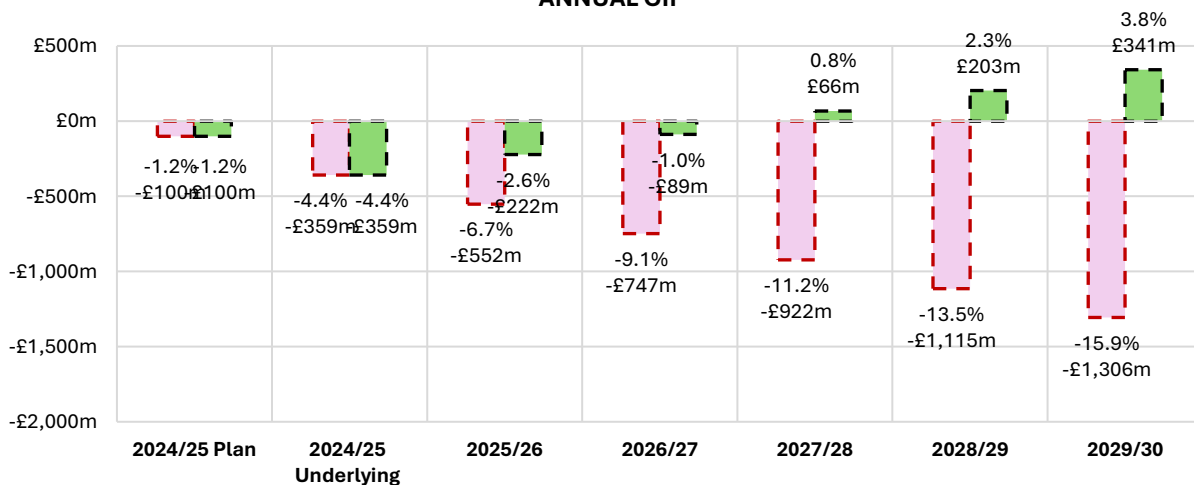 ANNUAL
£500m
£0m
-£500m
-£1,000m
-£1,500m
-£2,000m
-1.2%
-£100m
-1.2%
-£100m
-4.4%
-£359m
-4.4%
-£359m
-6.7%
-£552m
-2.6%
-£222m
-9.1%
-£747m
-1.0%
-£89m
-11.2%
-£922m
0.8%
£66m
-13.5%
-£1,115m
2.3%
£203m
-15.9%
-£1,306m
3.8%
£341m
2024/25 Plan
2024/25
Underlying
2025/26
2026/27
2027/28
2028/29
2029/30